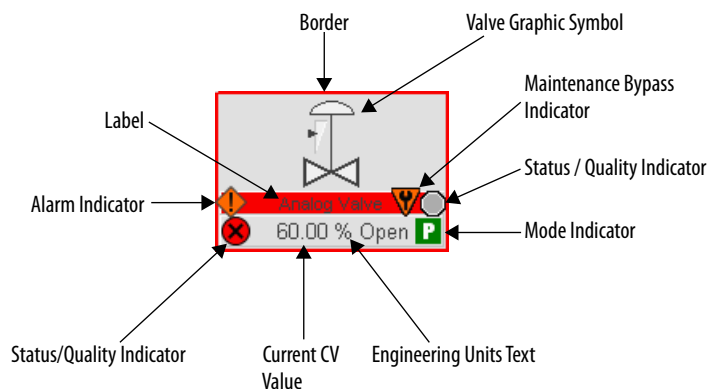 Border
Valve Graphic Symbol
Maintenance Bypass
Indicator
Label
Status / Quality Indicator
Alarm Indicator
Analog Valve
60.00 % Open P
Mode Indicator
Status/Quality Indicator
Current CV
Value
Engineering Units Text